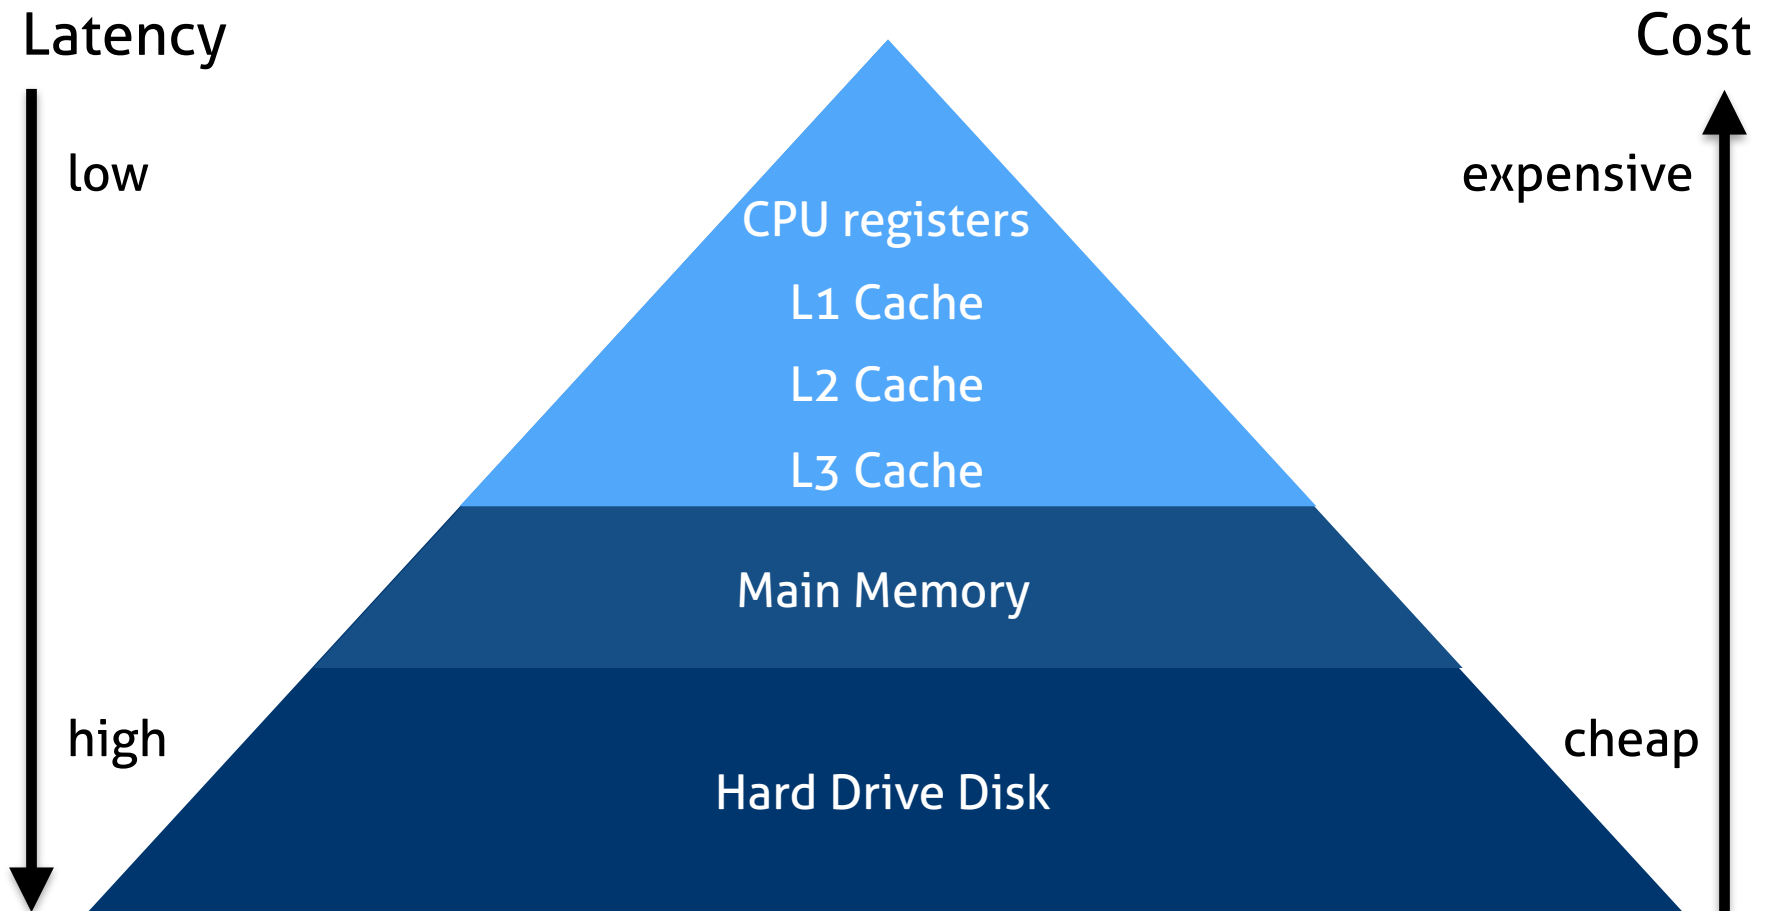 Latency
Cost
low
expensive
CPU registers
L1 Cache
L2 Cache
L3 Cache
Main Memory
high
cheap
Hard Drive Disk